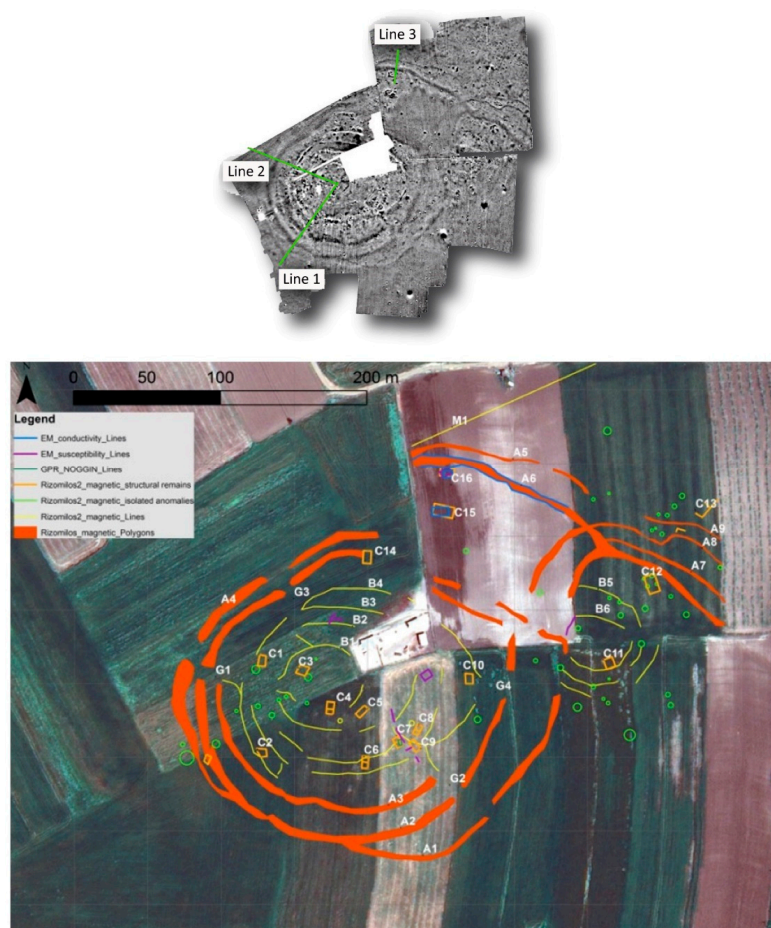 Line 3
Line 2
Line 1
N
0 50 100 200 m
Legend
EM_conductivity_Lines
EM_susceptibility_Lines
GPR_NOGGIN_Lines
Rizomilos2_magnetic_structural remains
Rizomilos2_magnetic_isolated anomalies
Rizomilos2_magnetic_Lines
Rizomilos_magnetic_Polygons
M1
A5
C16
A6
C15
C13
A9
A8
C14
A7
C12
G3
B4
B5
A4
B3
B6
B2
B1
C1
C3
C11
G1
C10
G4
C4
C5
C8
C7
C2
C9
C6
G2
A3
A2
A1